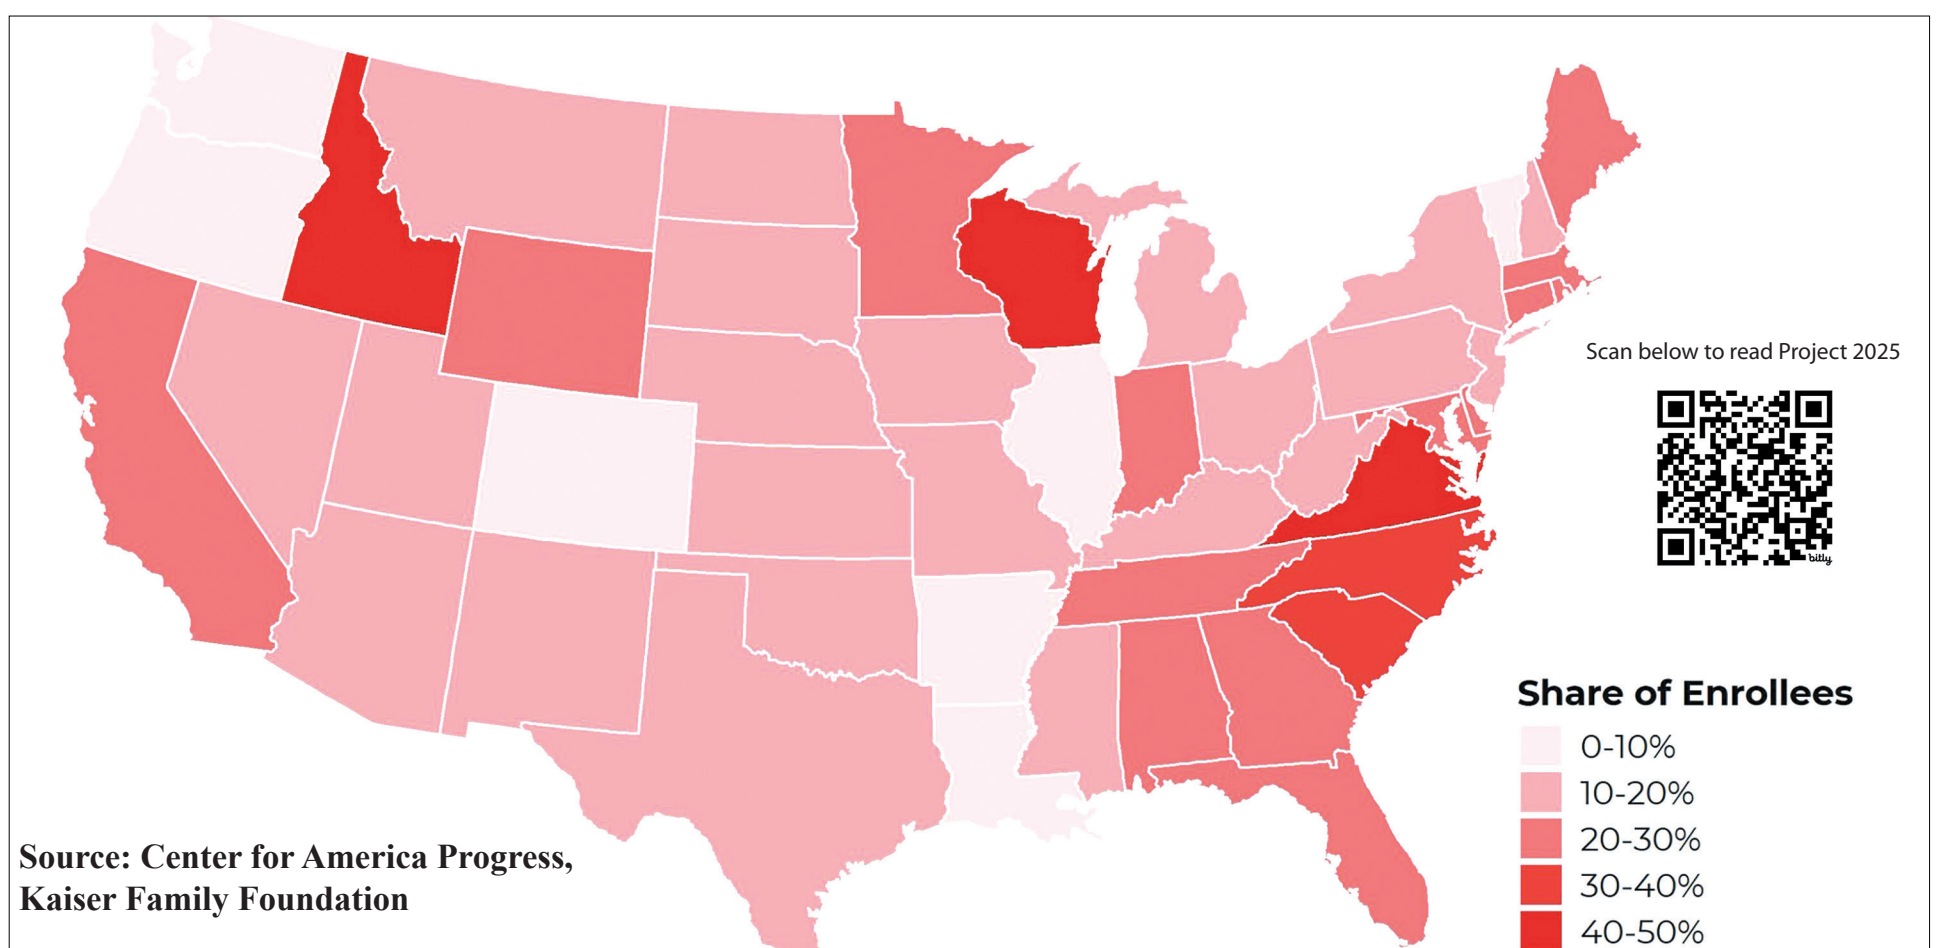 Scan below to read Project 2025
bitly
Share of Enrollees
0-10%
10-20%
20-30%
30-40%
40-50%
Source: Center for America Progress,
Kaiser Family Foundation